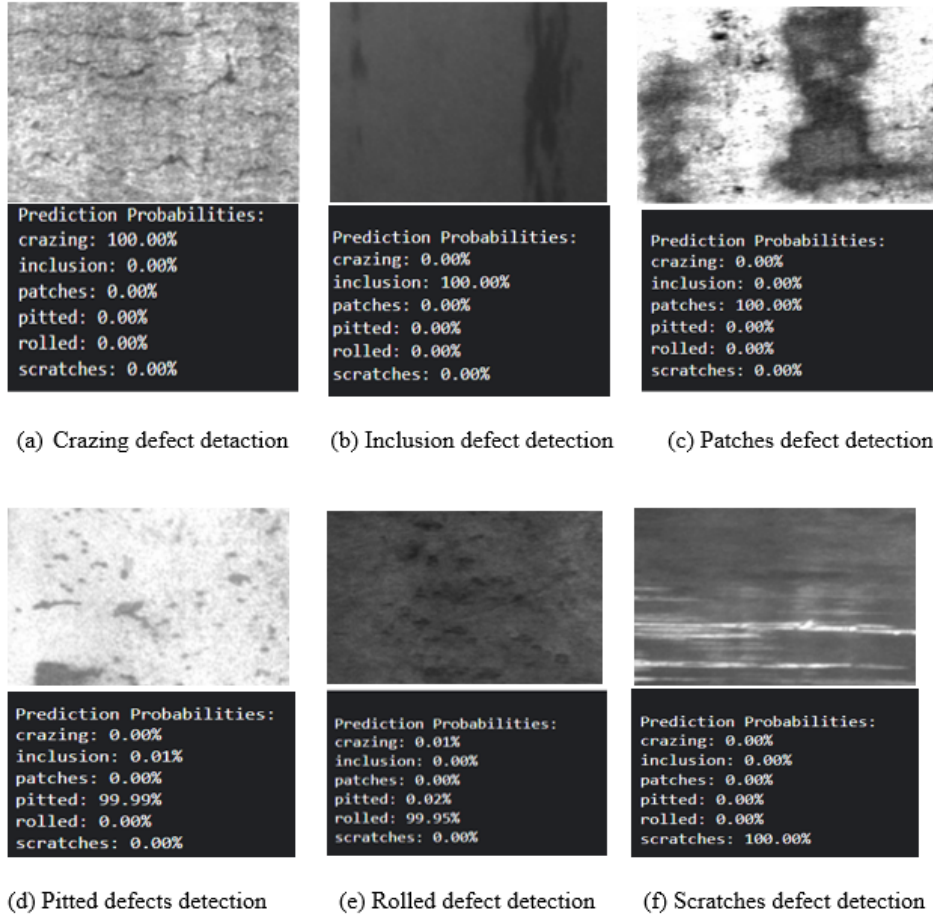 Prediction Probabilities:
crazing: 100.00%
inclusion: 0.00%
patches: 0.00%
pitted: 0.00%
rolled: 0.00%
scratches: 0.00%
(a) Crazing defect detaction
Prediction Probabilities:
crazing: 0.00%
inclusion: 100.00%
patches: 0.00%
pitted: 0.00%
rolled: 0.00%
scratches: 0.00%
(b) Inclusion defect detection
Prediction Probabilities:
crazing: 0.00%
inclusion: 0.00%
patches: 100.00%
pitted: 0.00%
rolled: 0.00%
scratches: 0.00%
(c) Patches defect detection
Prediction Probabilities:
crazing: 0.00%
inclusion: 0.01%
patches: 0.00%
pitted: 99.99%
rolled: 0.00%
scratches: 0.00%
(d) Pitted defects detection
Prediction Probabilities:
crazing: 0.01%
inclusion: 0.00%
patches: 0.00%
pitted: 0.02%
rolled: 99.95%
scratches: 0.00%
(e) Rolled defect detection
Prediction Probabilities:
crazing: 0.00%
inclusion: 0.00%
patches: 0.00%
pitted: 0.00%
rolled: 0.00%
scratches: 100.00%
(f) Scratches defect detection